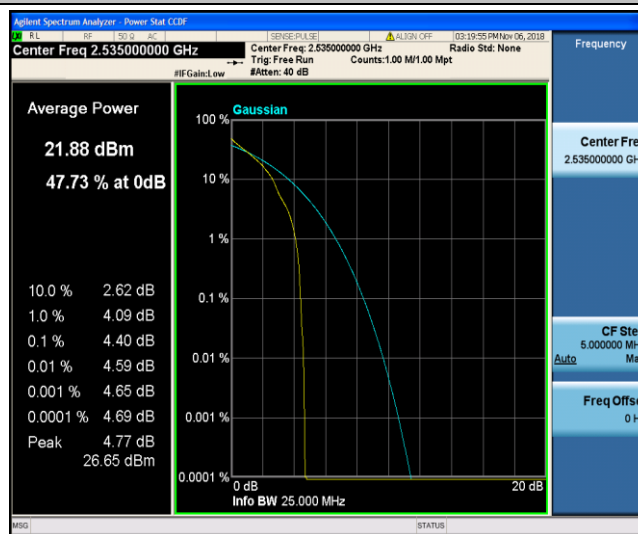 Agilent Spectrum Analyzer - Power Stat CCDF
RL RF 50 Ω AC SENSE:PULSE ALIGN OFF 03:19:55 PM Nov 06, 2018
Center Freq 2.535000000 GHz
Center Freq: 2.535000000 GHz Radio Std: None
Trig: Free Run Counts:1.00 M/1.00 Mpt
#IFGain:Low #Atten: 40 dB
Frequency
Average Power
21.88 dBm
47.73 % at 0dB
10.0 % 2.62 dB
1.0 % 4.09 dB
0.1 % 4.40 dB
0.01 % 4.59 dB
0.001 % 4.65 dB
0.0001 % 4.69 dB
Peak 4.77 dB
26.65 dBm
Gaussian
100 %
10 %
1 %
0.1 %
0.01 %
0.001 %
0.0001 %
0 dB 20 dB
Info BW 25.000 MHz
Center Fre
2.535000000 GH
CF Ste
5.000000 MH
Auto Ma
Freq Offse
0 H
MSG STATUS